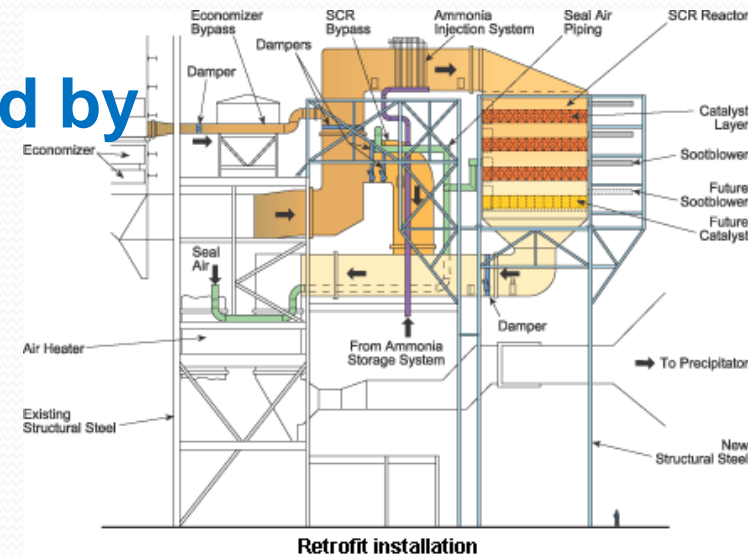 Economizer
Bypass
SCR
Bypass
Ammonia
Injection System
Seal Air
Piping
SCR Reactor
Dampers
Damper
d by
Economizer
Catalyst
Layer
Sootblower
Future
Sootblower
Future
Catalyst
Seal
Air
Damper
Air Heater
From Ammonia
Storage System
To Precipitator
Existing
Structural Steel
New
Structural Steel
Retrofit installation